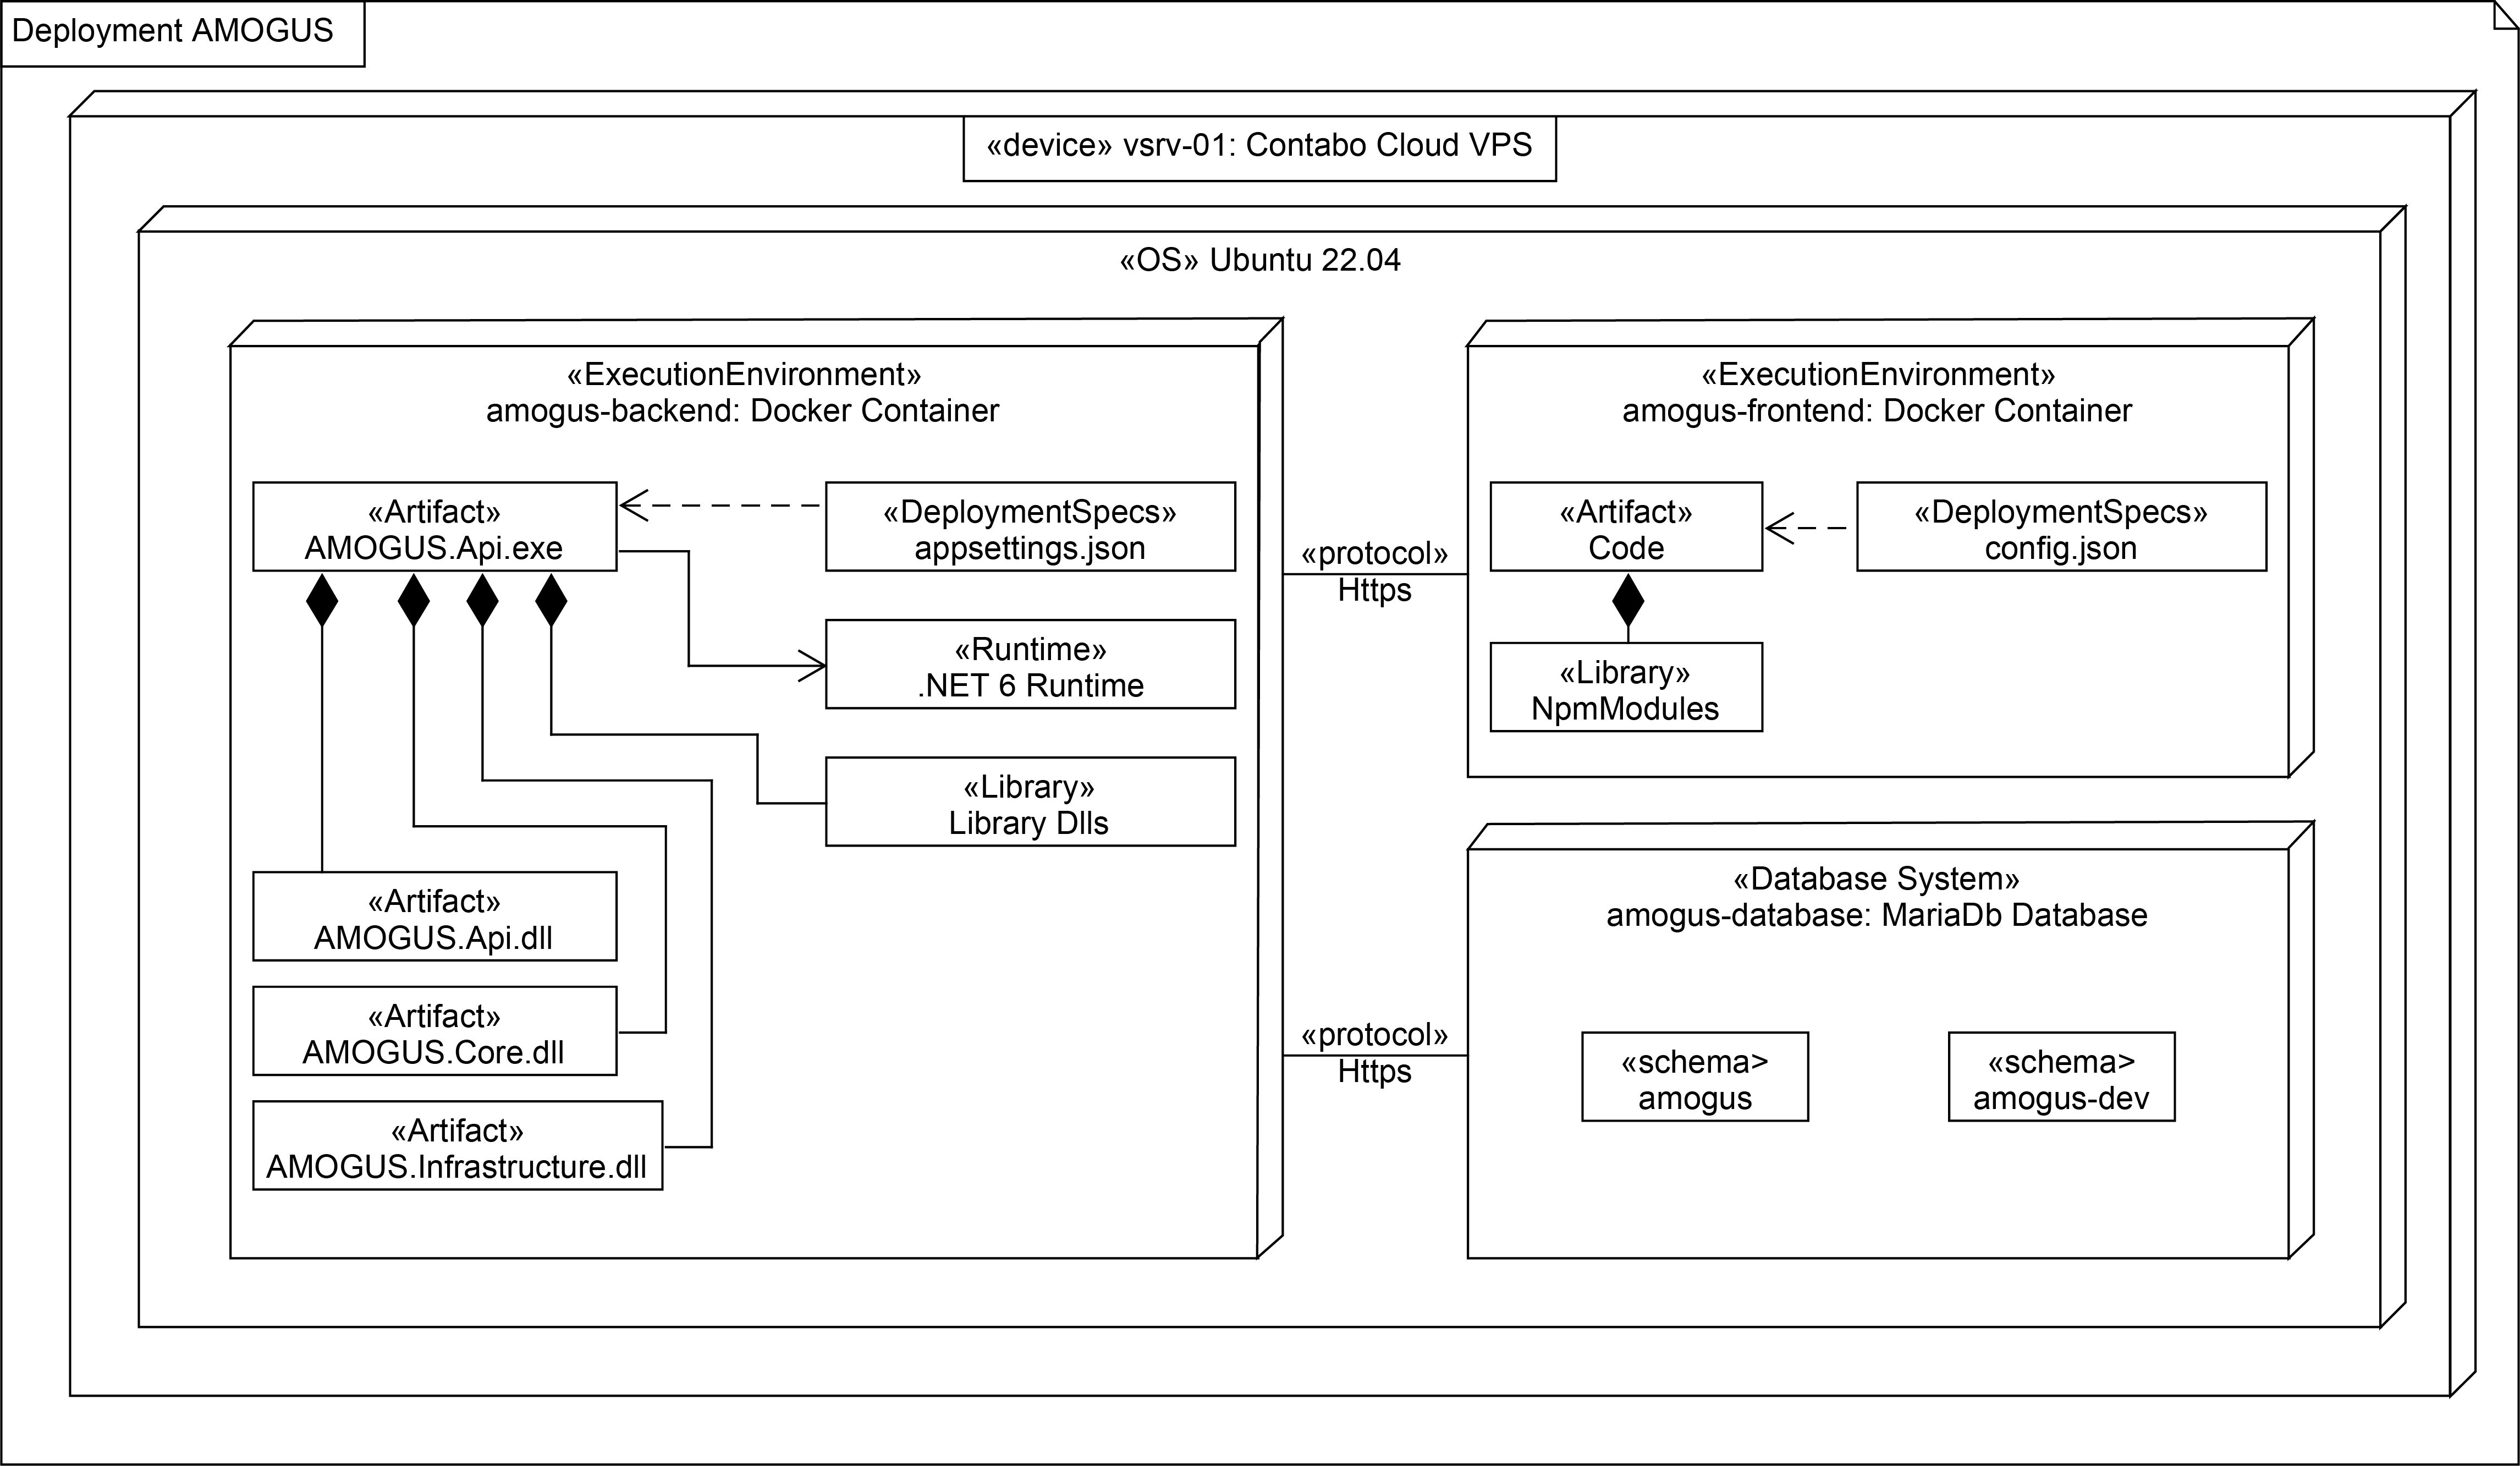 Deployment AMOGUS
«device» vsrv-01: Contabo Cloud VPS
«OS» Ubuntu 22.04
«ExecutionEnvironment»
amogus-backend: Docker Container
«Artifact»
AMOGUS.Api.exe
«DeploymentSpecs»
appsettings.json
«Runtime»
.NET 6 Runtime
«Library»
Library Dlls
«Artifact»
AMOGUS.Api.dll
«Artifact»
AMOGUS.Core.dll
«Artifact»
AMOGUS.Infrastructure.dll
«protocol»
Https
«protocol»
Https
«ExecutionEnvironment»
amogus-frontend: Docker Container
«Artifact»
Code
«DeploymentSpecs»
config.json
«Library»
NpmModules
«Database System»
amogus-database: MariaDb Database
«schema>
amogus
«schema>
amogus-dev